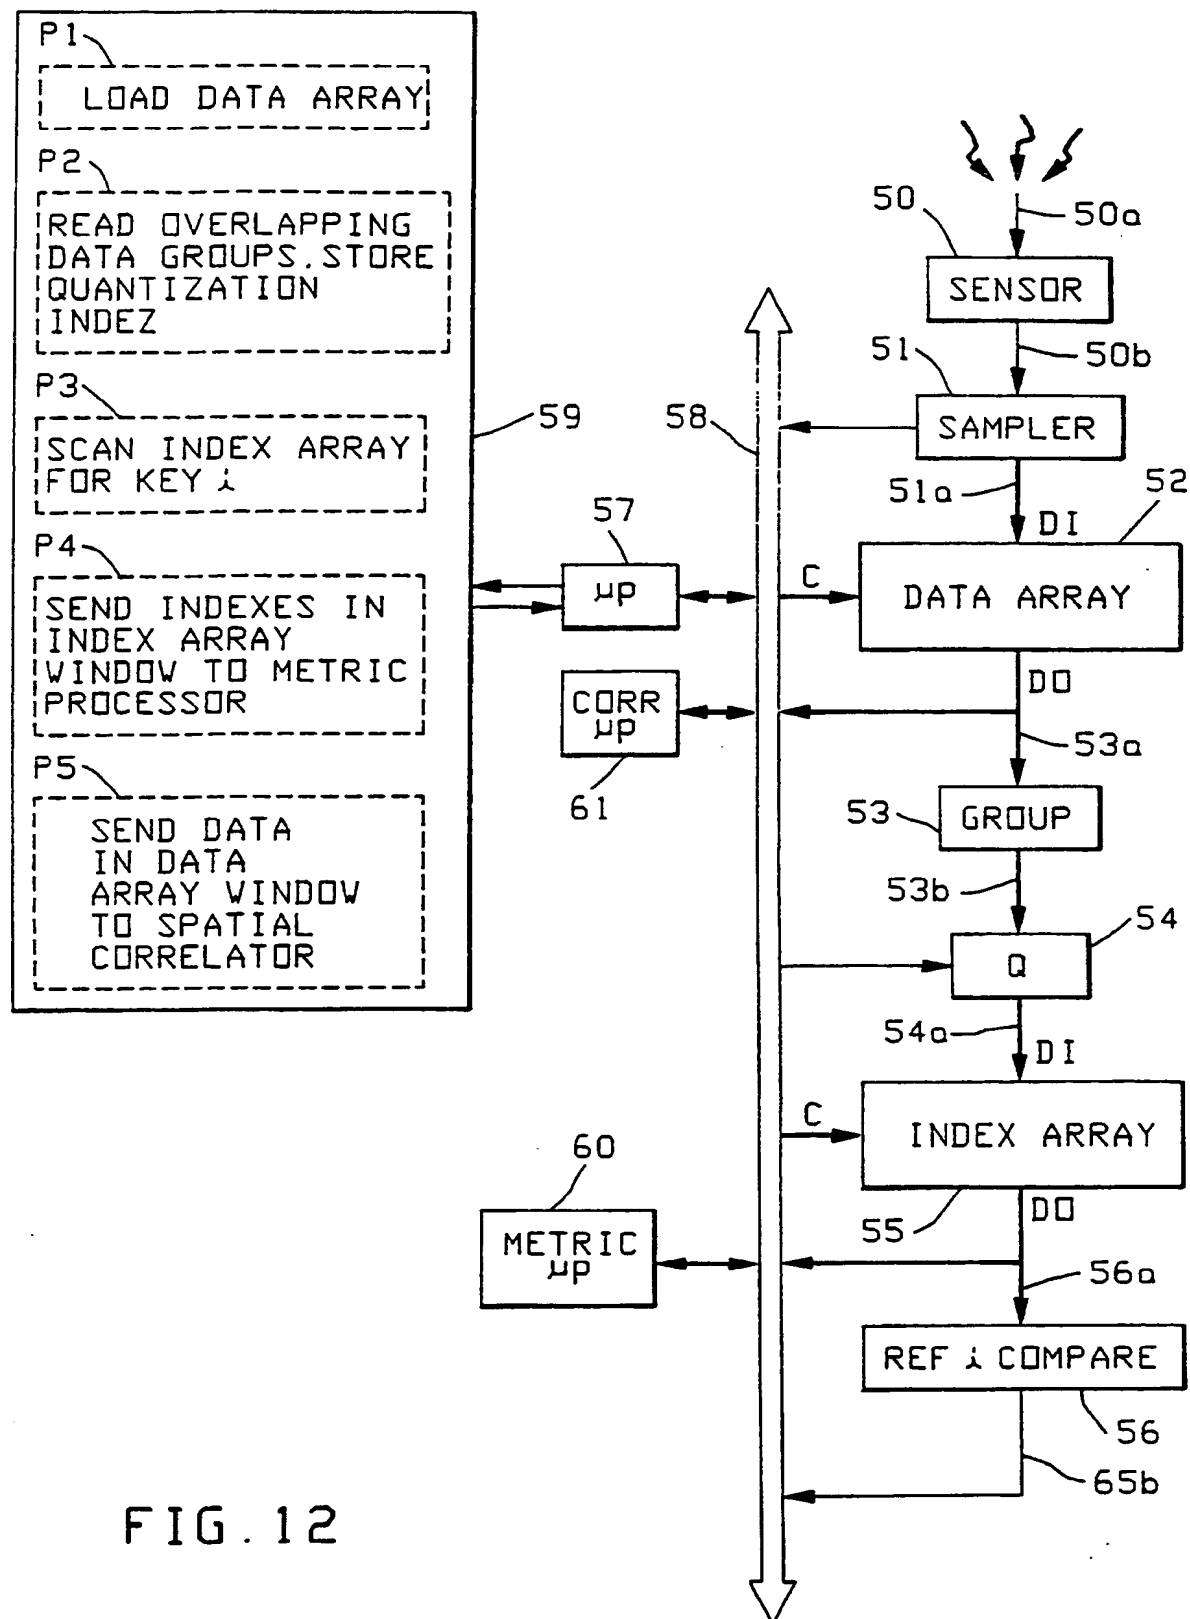 P1
LOAD DATA ARRAY
P2
READ OVERLAPPING
DATA GROUPS.STORE
QUANTIZATION
INDEZ
P3
SCAN INDEX ARRAY
FOR KEY i
P4
SEND INDEXES IN
INDEX ARRAY
WINDOW TO METRIC
PROCESSOR
P5
SEND DATA
IN DATA
ARRAY WINDOW
TO SPATIAL
CORRELATOR
59
57
µp
CORR
µp
61
60
METRIC
µp
58
50a
50
SENSOR
50b
51
SAMPLER
51a
DI
52
C
DATA ARRAY
DO
53a
53
GROUP
53b
54
Q
54a
DI
C
INDEX ARRAY
55
DO
56a
REF i COMPARE
56
65b
FIG.12